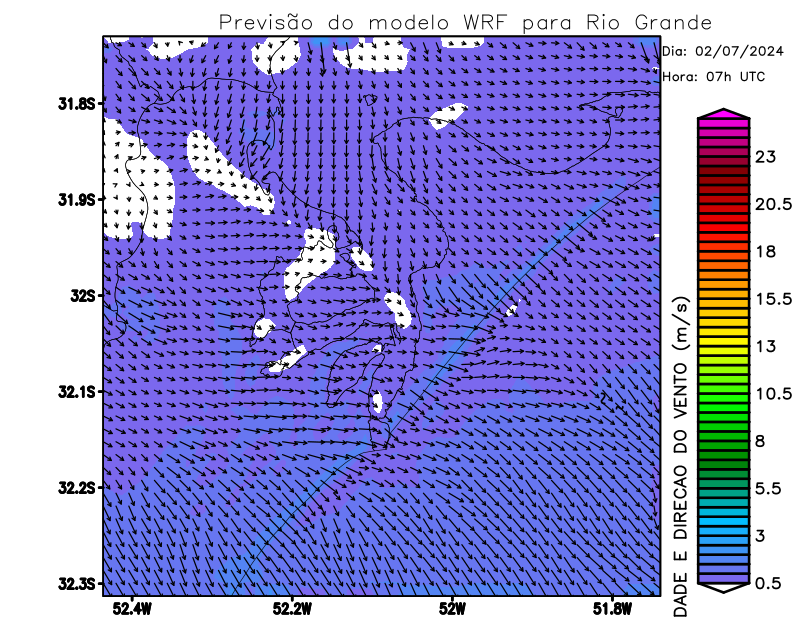 Previsão do modelo WRF para Rio Grande
Dia: 02/07/2024
Hora: 07h UTC
31.8S
31.9S
32S
32.1S
32.2S
32.3S
52.4W
52.2W
52W
51.8W
DADE E DIRECAO DO VENTO (m/s)
23
20.5
18
15.5
13
10.5
8
5.5
3
0.5